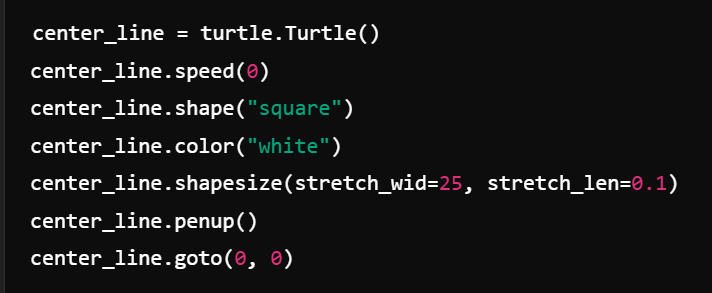 center_line = turtle.Turtle()
center_line.speed(0)
center_line.shape("square")
center_line.color("white")
center_line.shapesize(stretch_wid=25, stretch_len=0.1)
center_line.penup()
center_line.goto(0, 0)